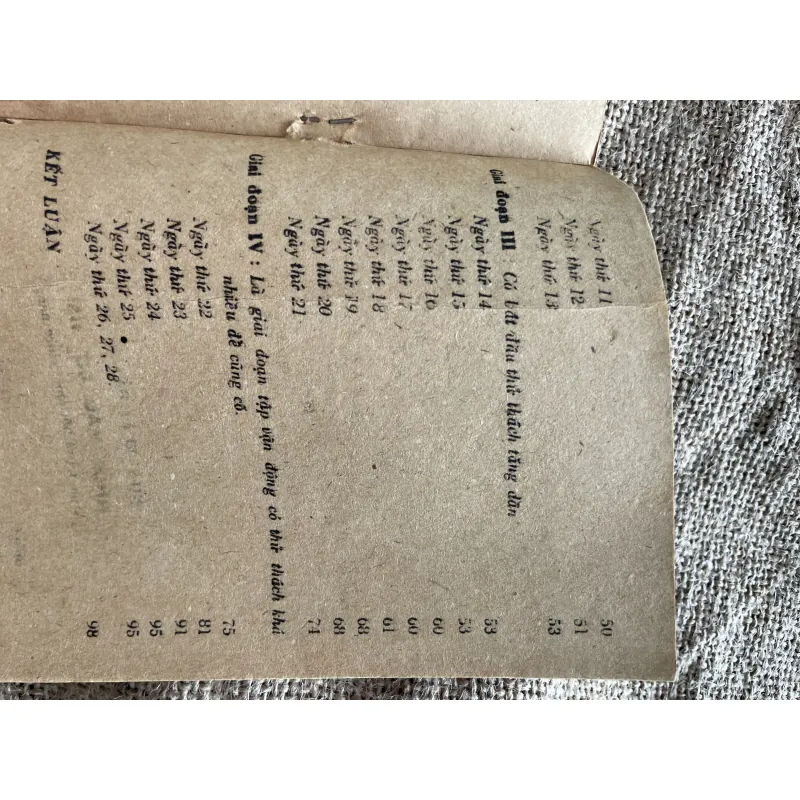 Ngày thứ 11 50
Ngày thứ 12 51
Ngày thứ 13 53
Giai đoạn III Có bắt đầu thử thách tăng dần
Ngày thứ 14 53
Ngày thứ 15 53
Ngày thứ 16 60
Ngày thứ 17 60
Ngày thứ 18 61
Ngày thứ 19 68
Ngày thứ 20 68
Ngày thứ 21 74
Giai đoạn IV : Là giai đoạn tập vận động có thử thách khá
nhiều để củng cố.
Ngày thứ 22 75
Ngày thứ 23 81
Ngày thứ 24 91
Ngày thứ 25 95
Ngày thứ 26, 27, 28 95
KẾT LUẬN 98